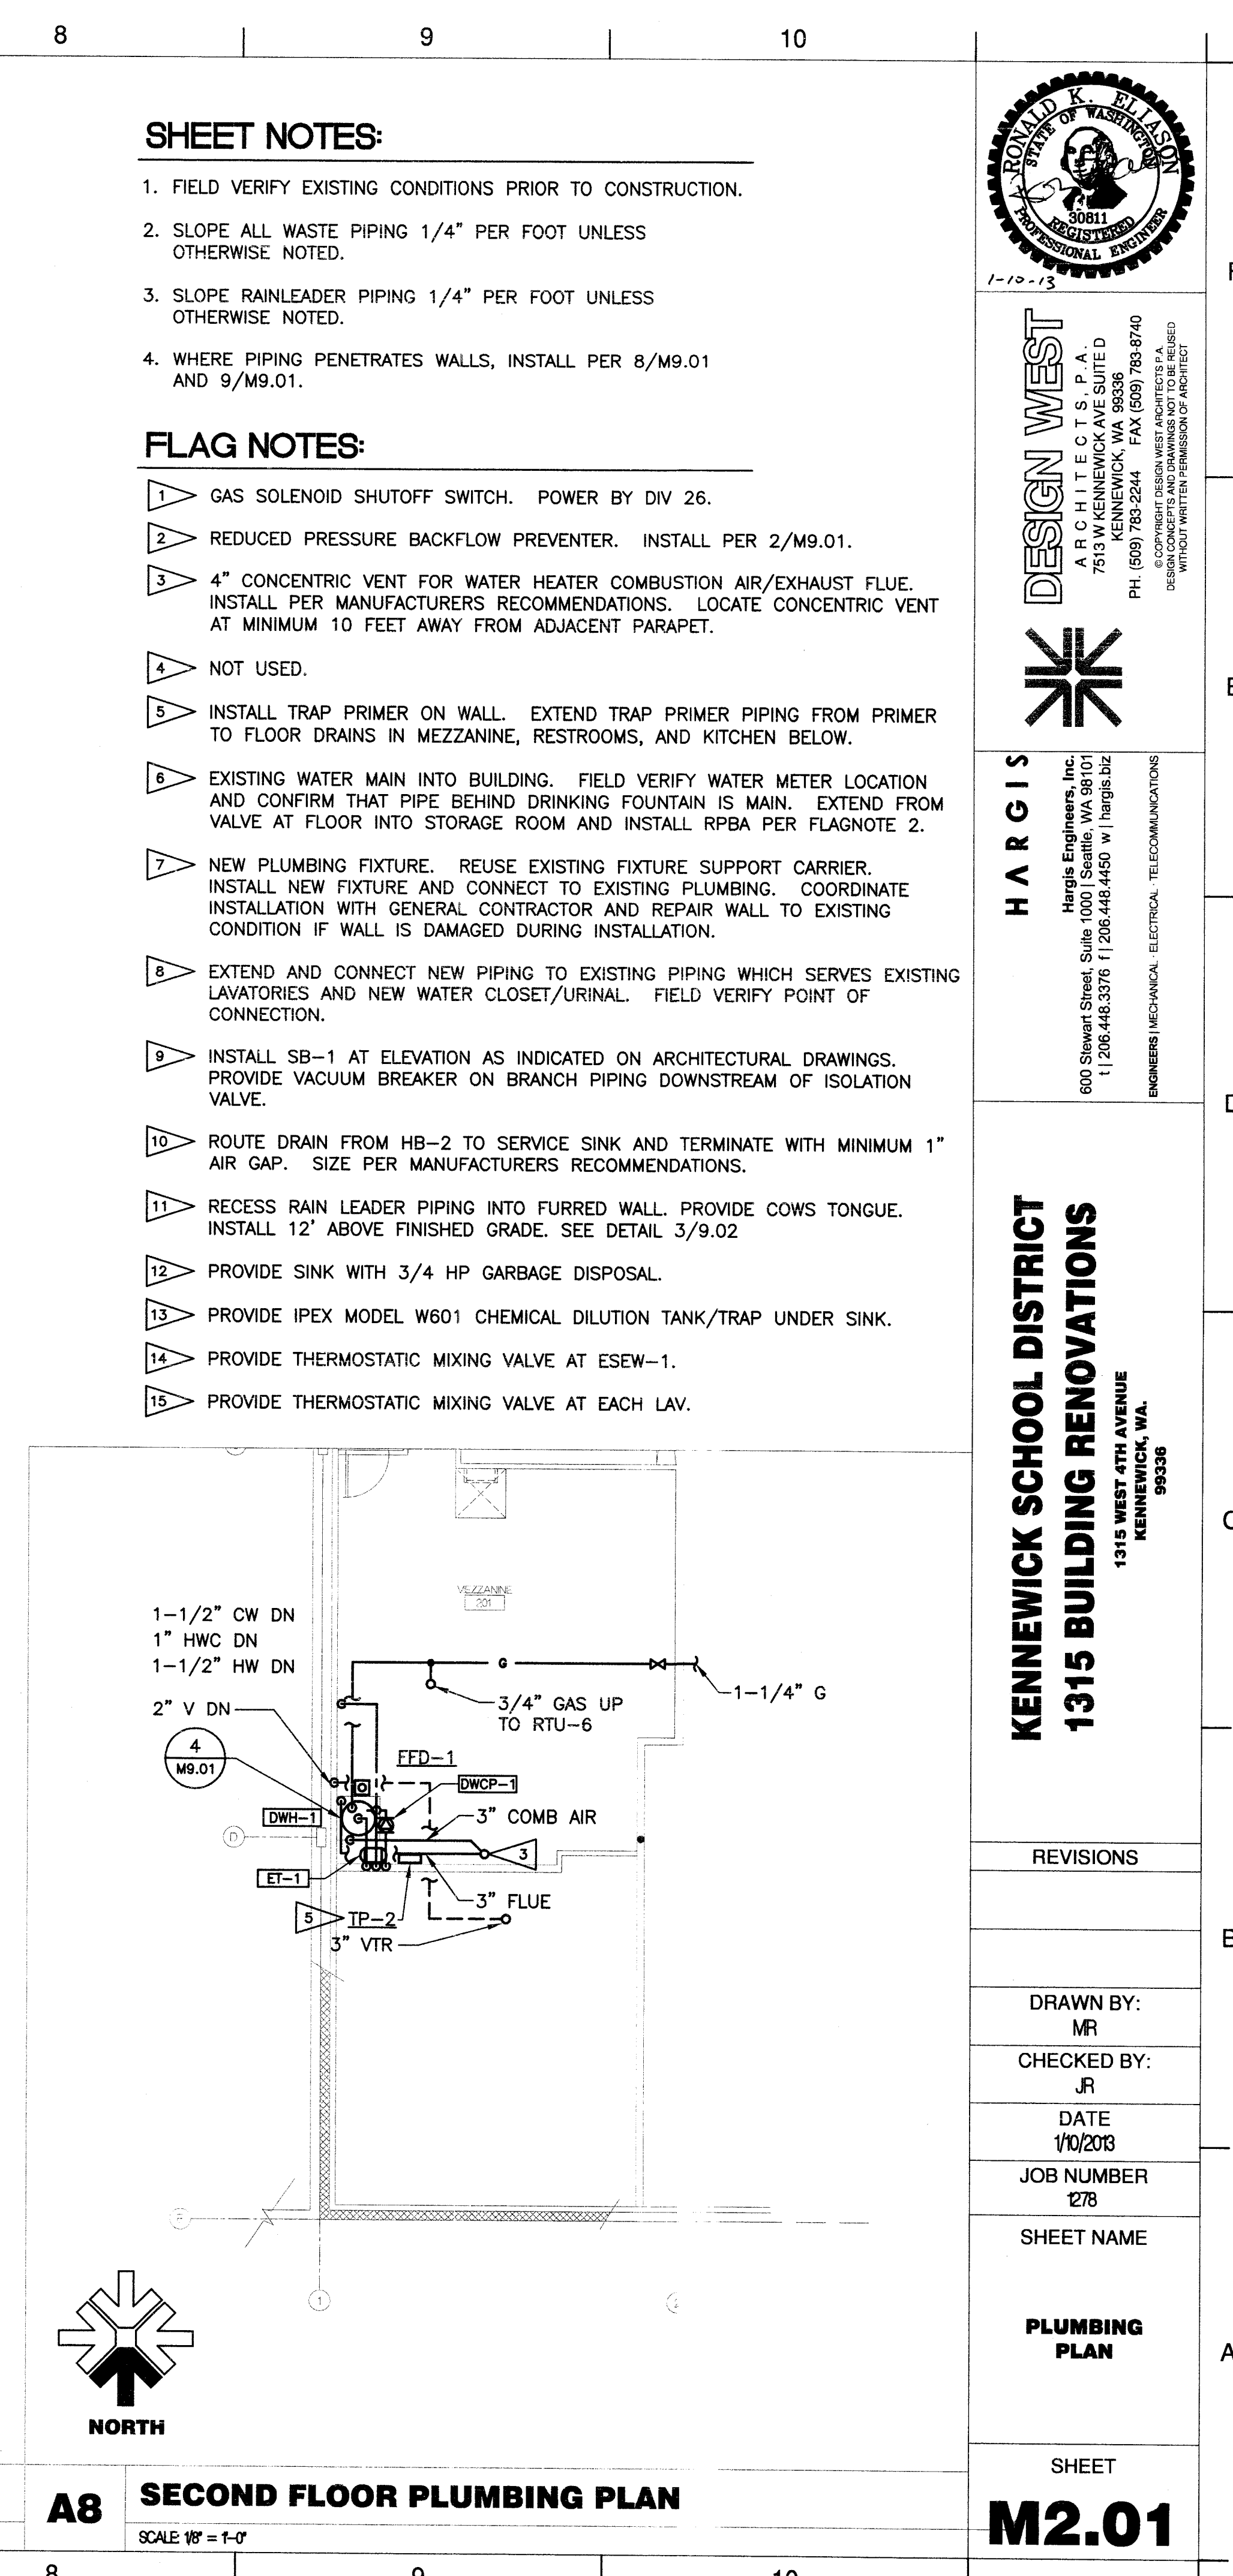 8
9
10
SHEET NOTES:
1. FIELD VERIFY EXISTING CONDITIONS PRIOR TO CONSTRUCTION.
2. SLOPE ALL WASTE PIPING 1/4" PER FOOT UNLESS
OTHERWISE NOTED.
3. SLOPE RAINLEADER PIPING 1/4" PER FOOT UNLESS
OTHERWISE NOTED.
4. WHERE PIPING PENETRATES WALLS, INSTALL PER 8/M9.01
AND 9/M9.01.
FLAG NOTES:
1 GAS SOLENOID SHUTOFF SWITCH. POWER BY DIV 26.
2 REDUCED PRESSURE BACKFLOW PREVENTER. INSTALL PER 2/M9.01.
3 4" CONCENTRIC VENT FOR WATER HEATER COMBUSTION AIR/EXHAUST FLUE.
INSTALL PER MANUFACTURERS RECOMMENDATIONS. LOCATE CONCENTRIC VENT
AT MINIMUM 10 FEET AWAY FROM ADJACENT PARAPET.
4 NOT USED.
5 INSTALL TRAP PRIMER ON WALL. EXTEND TRAP PRIMER PIPING FROM PRIMER
TO FLOOR DRAINS IN MEZZANINE, RESTROOMS, AND KITCHEN BELOW.
6 EXISTING WATER MAIN INTO BUILDING. FIELD VERIFY WATER METER LOCATION
AND CONFIRM THAT PIPE BEHIND DRINKING FOUNTAIN IS MAIN. EXTEND FROM
VALVE AT FLOOR INTO STORAGE ROOM AND INSTALL RPBA PER FLAGNOTE 2.
7 NEW PLUMBING FIXTURE. REUSE EXISTING FIXTURE SUPPORT CARRIER.
INSTALL NEW FIXTURE AND CONNECT TO EXISTING PLUMBING. COORDINATE
INSTALLATION WITH GENERAL CONTRACTOR AND REPAIR WALL TO EXISTING
CONDITION IF WALL IS DAMAGED DURING INSTALLATION.
8 EXTEND AND CONNECT NEW PIPING TO EXISTING PIPING WHICH SERVES EXISTING
LAVATORIES AND NEW WATER CLOSET/URINAL. FIELD VERIFY POINT OF
CONNECTION.
9 INSTALL SB-1 AT ELEVATION AS INDICATED ON ARCHITECTURAL DRAWINGS.
PROVIDE VACUUM BREAKER ON BRANCH PIPING DOWNSTREAM OF ISOLATION
VALVE.
10 ROUTE DRAIN FROM HB-2 TO SERVICE SINK AND TERMINATE WITH MINIMUM 1"
AIR GAP. SIZE PER MANUFACTURERS RECOMMENDATIONS.
11 RECESS RAIN LEADER PIPING INTO FURRED WALL. PROVIDE COWS TONGUE.
INSTALL 12' ABOVE FINISHED GRADE. SEE DETAIL 3/9.02
12 PROVIDE SINK WITH 3/4 HP GARBAGE DISPOSAL.
13 PROVIDE IPEX MODEL W601 CHEMICAL DILUTION TANK/TRAP UNDER SINK.
14 PROVIDE THERMOSTATIC MIXING VALVE AT ESEW-1.
15 PROVIDE THERMOSTATIC MIXING VALVE AT EACH LAV.
MEZZANINE
201
1-1/2" CW DN
1" HWC DN
1-1/2" HW DN
G
1-1/4" G
2" V DN
3/4" GAS UP
TO RTU-6
4
M9.01
FFD-1
DWCP-1
DWH-1
3" COMB AIR
D
3
ET-1
3" FLUE
5
TP-2
3" VTR
1
2
NORTH
A8
SECOND FLOOR PLUMBING PLAN
SCALE: 1/8" = 1'-0"
8
9
10
RONALD K. ELIASON
STATE OF WASHINGTON
30811
REGISTERED
PROFESSIONAL ENGINEER
1-10-13
DESIGN WEST
ARCHITECTS, P.A.
7513 W KENNEWICK AVE SUITE D
KENNEWICK, WA 99336
PH. (509) 783-2244 FAX (509) 783-8740
© COPYRIGHT DESIGN WEST ARCHITECTS P.A.
DESIGN CONCEPTS AND DRAWINGS NOT TO BE REUSED
WITHOUT WRITTEN PERMISSION OF ARCHITECT
HARGIS
Hargis Engineers, Inc.
600 Stewart Street, Suite 1000 | Seattle, WA 98101
t | 206.448.3376 f | 206.448.4450 w | hargis.biz
ENGINEERS | MECHANICAL · ELECTRICAL · TELECOMMUNICATIONS
KENNEWICK SCHOOL DISTRICT
1315 BUILDING RENOVATIONS
1315 WEST 4TH AVENUE
KENNEWICK, WA.
99336
REVISIONS
DRAWN BY:
MR
CHECKED BY:
JR
DATE
1/10/2013
JOB NUMBER
1278
SHEET NAME
PLUMBING
PLAN
SHEET
M2.01
C
B
A